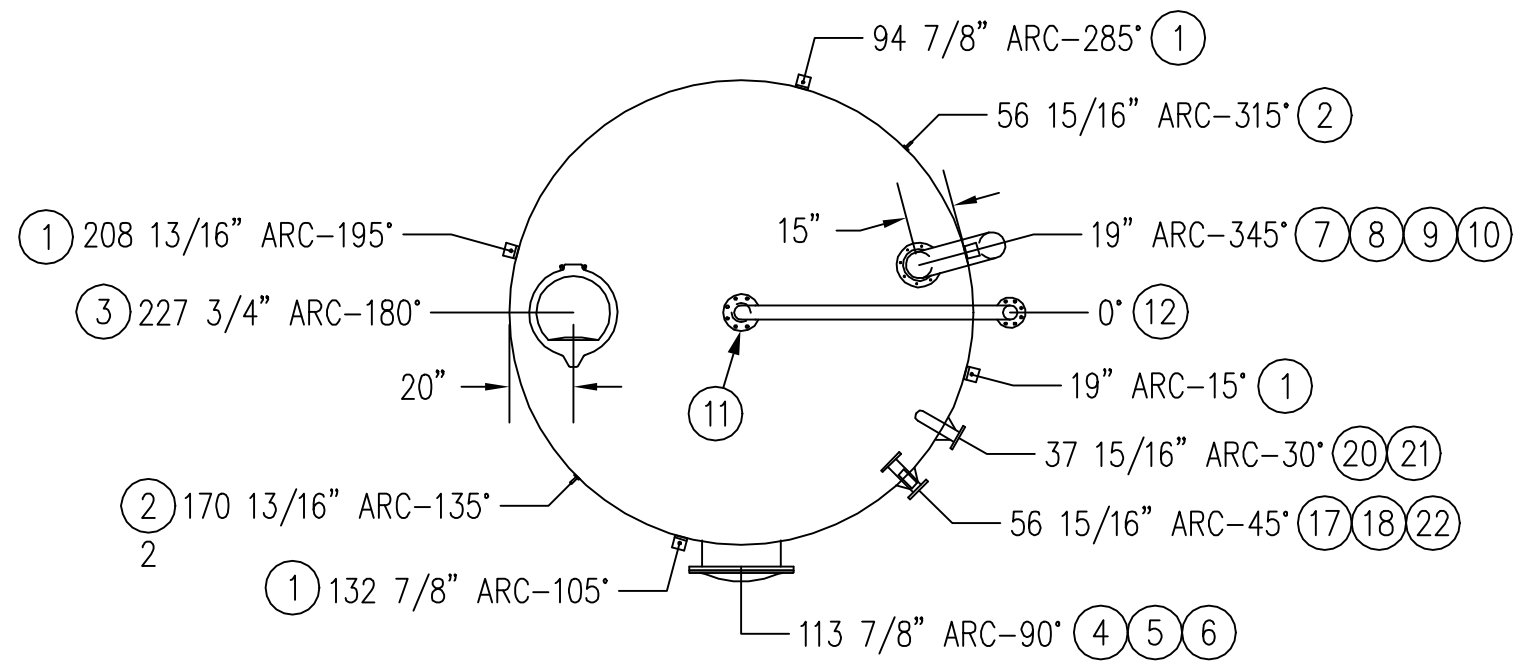 94 7/8” ARC-285° 1
56 15/16” ARC-315° 2
15”
1 208 13/16” ARC-195°
19” ARC-345° 7 8 9 10
3 227 3/4” ARC-180°
0° 12
20”
11
19” ARC-15° 1
37 15/16” ARC-30° 20 21
2 170 13/16” ARC-135°
2
56 15/16” ARC-45° 17 18 22
1 132 7/8” ARC-105°
113 7/8” ARC-90° 4 5 6